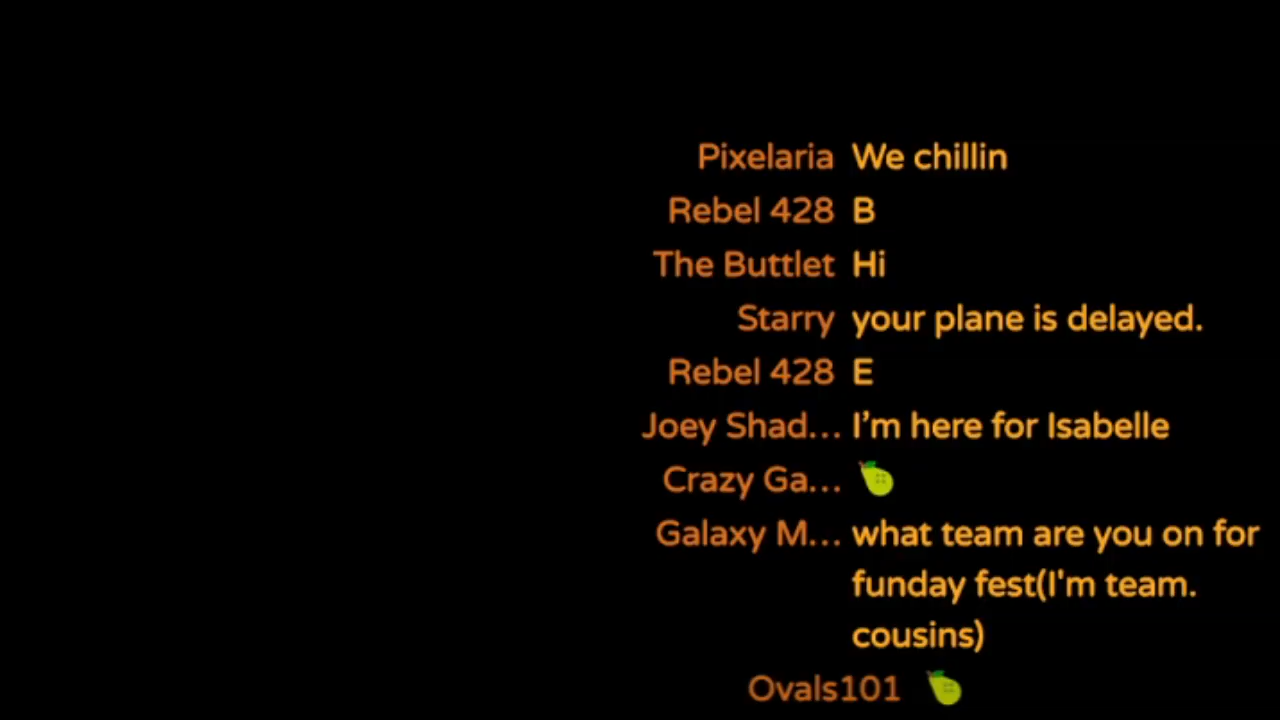 Pixelaria We chillin
Rebel 428 B
The Buttlet Hi
Starry your plane is delayed.
Rebel 428 E
Joey Shad... I'm here for Isabelle
Crazy Ga...
Galaxy M... what team are you on for
funday fest(I'm team.
cousins)
Ovals101